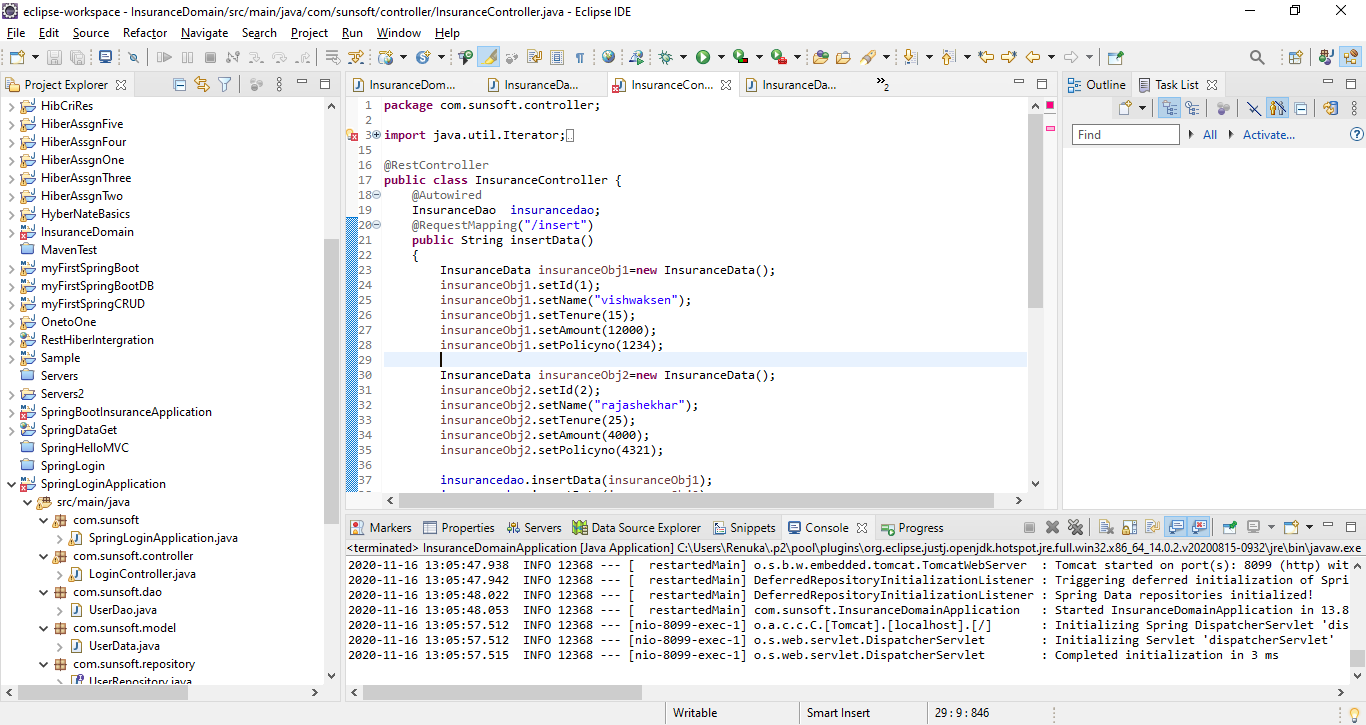 eclipse-workspace - InsuranceDomain/src/main/java/com/sunsoft/controller/InsuranceController.java - Eclipse IDE
File Edit Source Refactor Navigate Search Project Run Window Help
Project Explorer
HibCriRes
HiberAssgnFive
HiberAssgnFour
HiberAssgnOne
HiberAssgnThree
HiberAssgnTwo
HyberNateBasics
InsuranceDomain
MavenTest
myFirstSpringBoot
myFirstSpringBootDB
myFirstSpringCRUD
OnetoOne
RestHiberIntergration
Sample
Servers
Servers2
SpringBootInsuranceApplication
SpringDataGet
SpringHelloMVC
SpringLogin
SpringLoginApplication
src/main/java
com.sunsoft
SpringLoginApplication.java
com.sunsoft.controller
LoginController.java
com.sunsoft.dao
UserDao.java
com.sunsoft.model
UserData.java
com.sunsoft.repository
UserRepository.java
InsuranceDom... InsuranceDa... InsuranceCon... InsuranceDa... »2
1 package com.sunsoft.controller;
2
3 import java.util.Iterator;
15
16 @RestController
17 public class InsuranceController {
18 @Autowired
19 InsuranceDao  insurancedao;
20 @RequestMapping("/insert")
21 public String insertData()
22 {
23 InsuranceData insuranceObj1=new InsuranceData();
24 insuranceObj1.setId(1);
25 insuranceObj1.setName("vishwaksen");
26 insuranceObj1.setTenure(15);
27 insuranceObj1.setAmount(12000);
28 insuranceObj1.setPolicyno(1234);
29
30 InsuranceData insuranceObj2=new InsuranceData();
31 insuranceObj2.setId(2);
32 insuranceObj2.setName("rajashekhar");
33 insuranceObj2.setTenure(25);
34 insuranceObj2.setAmount(4000);
35 insuranceObj2.setPolicyno(4321);
36
37 insurancedao.insertData(insuranceObj1);
Outline Task List
Find All Activate...
Markers Properties Servers Data Source Explorer Snippets Console Progress
<terminated> InsuranceDomainApplication [Java Application] C:\Users\Renuka\.p2\pool\plugins\org.eclipse.justj.openjdk.hotspot.jre.full.win32.x86_64_14.0.2.v20200815-0932\jre\bin\javaw.exe
2020-11-16 13:05:47.938  INFO 12368 --- [  restartedMain] o.s.b.w.embedded.tomcat.TomcatWebServer  : Tomcat started on port(s): 8099 (http) wit
2020-11-16 13:05:47.942  INFO 12368 --- [  restartedMain] DeferredRepositoryInitializationListener : Triggering deferred initialization of Spri
2020-11-16 13:05:48.022  INFO 12368 --- [  restartedMain] DeferredRepositoryInitializationListener : Spring Data repositories initialized!
2020-11-16 13:05:48.053  INFO 12368 --- [  restartedMain] com.sunsoft.InsuranceDomainApplication   : Started InsuranceDomainApplication in 13.8
2020-11-16 13:05:57.512  INFO 12368 --- [nio-8099-exec-1] o.a.c.c.C.[Tomcat].[localhost].[/]       : Initializing Spring DispatcherServlet 'dis
2020-11-16 13:05:57.512  INFO 12368 --- [nio-8099-exec-1] o.s.web.servlet.DispatcherServlet        : Initializing Servlet 'dispatcherServlet'
2020-11-16 13:05:57.515  INFO 12368 --- [nio-8099-exec-1] o.s.web.servlet.DispatcherServlet        : Completed initialization in 3 ms
Writable Smart Insert 29 : 9 : 846